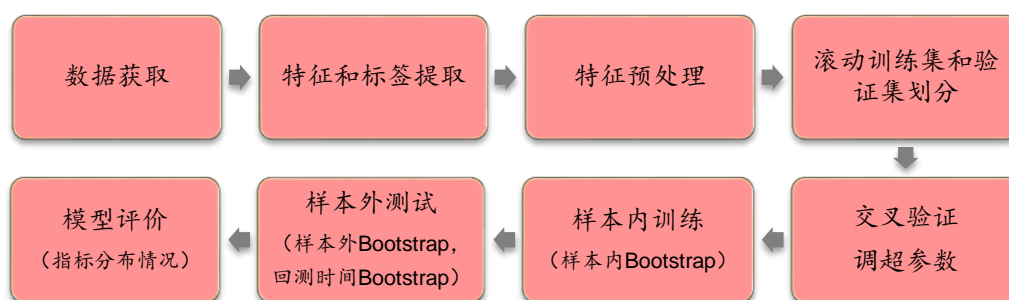 数据获取
特征和标签提取
特征预处理
滚动训练集和验
证集划分
交叉验证
调超参数
样本内训练
（样本内Bootstrap）
样本外测试
（样本外Bootstrap，
回测时间Bootstrap）
模型评价
（指标分布情况）